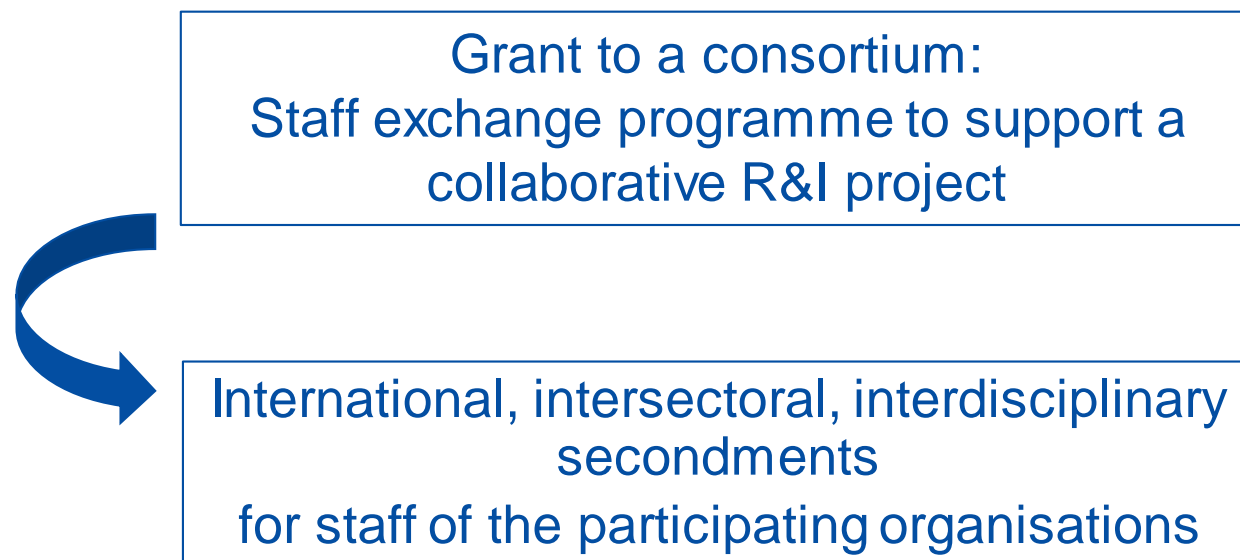 Grant to a consortium:
Staff exchange programme to support a
collaborative R&I project
International, intersectoral, interdisciplinary
secondments
for staff of the participating organisations